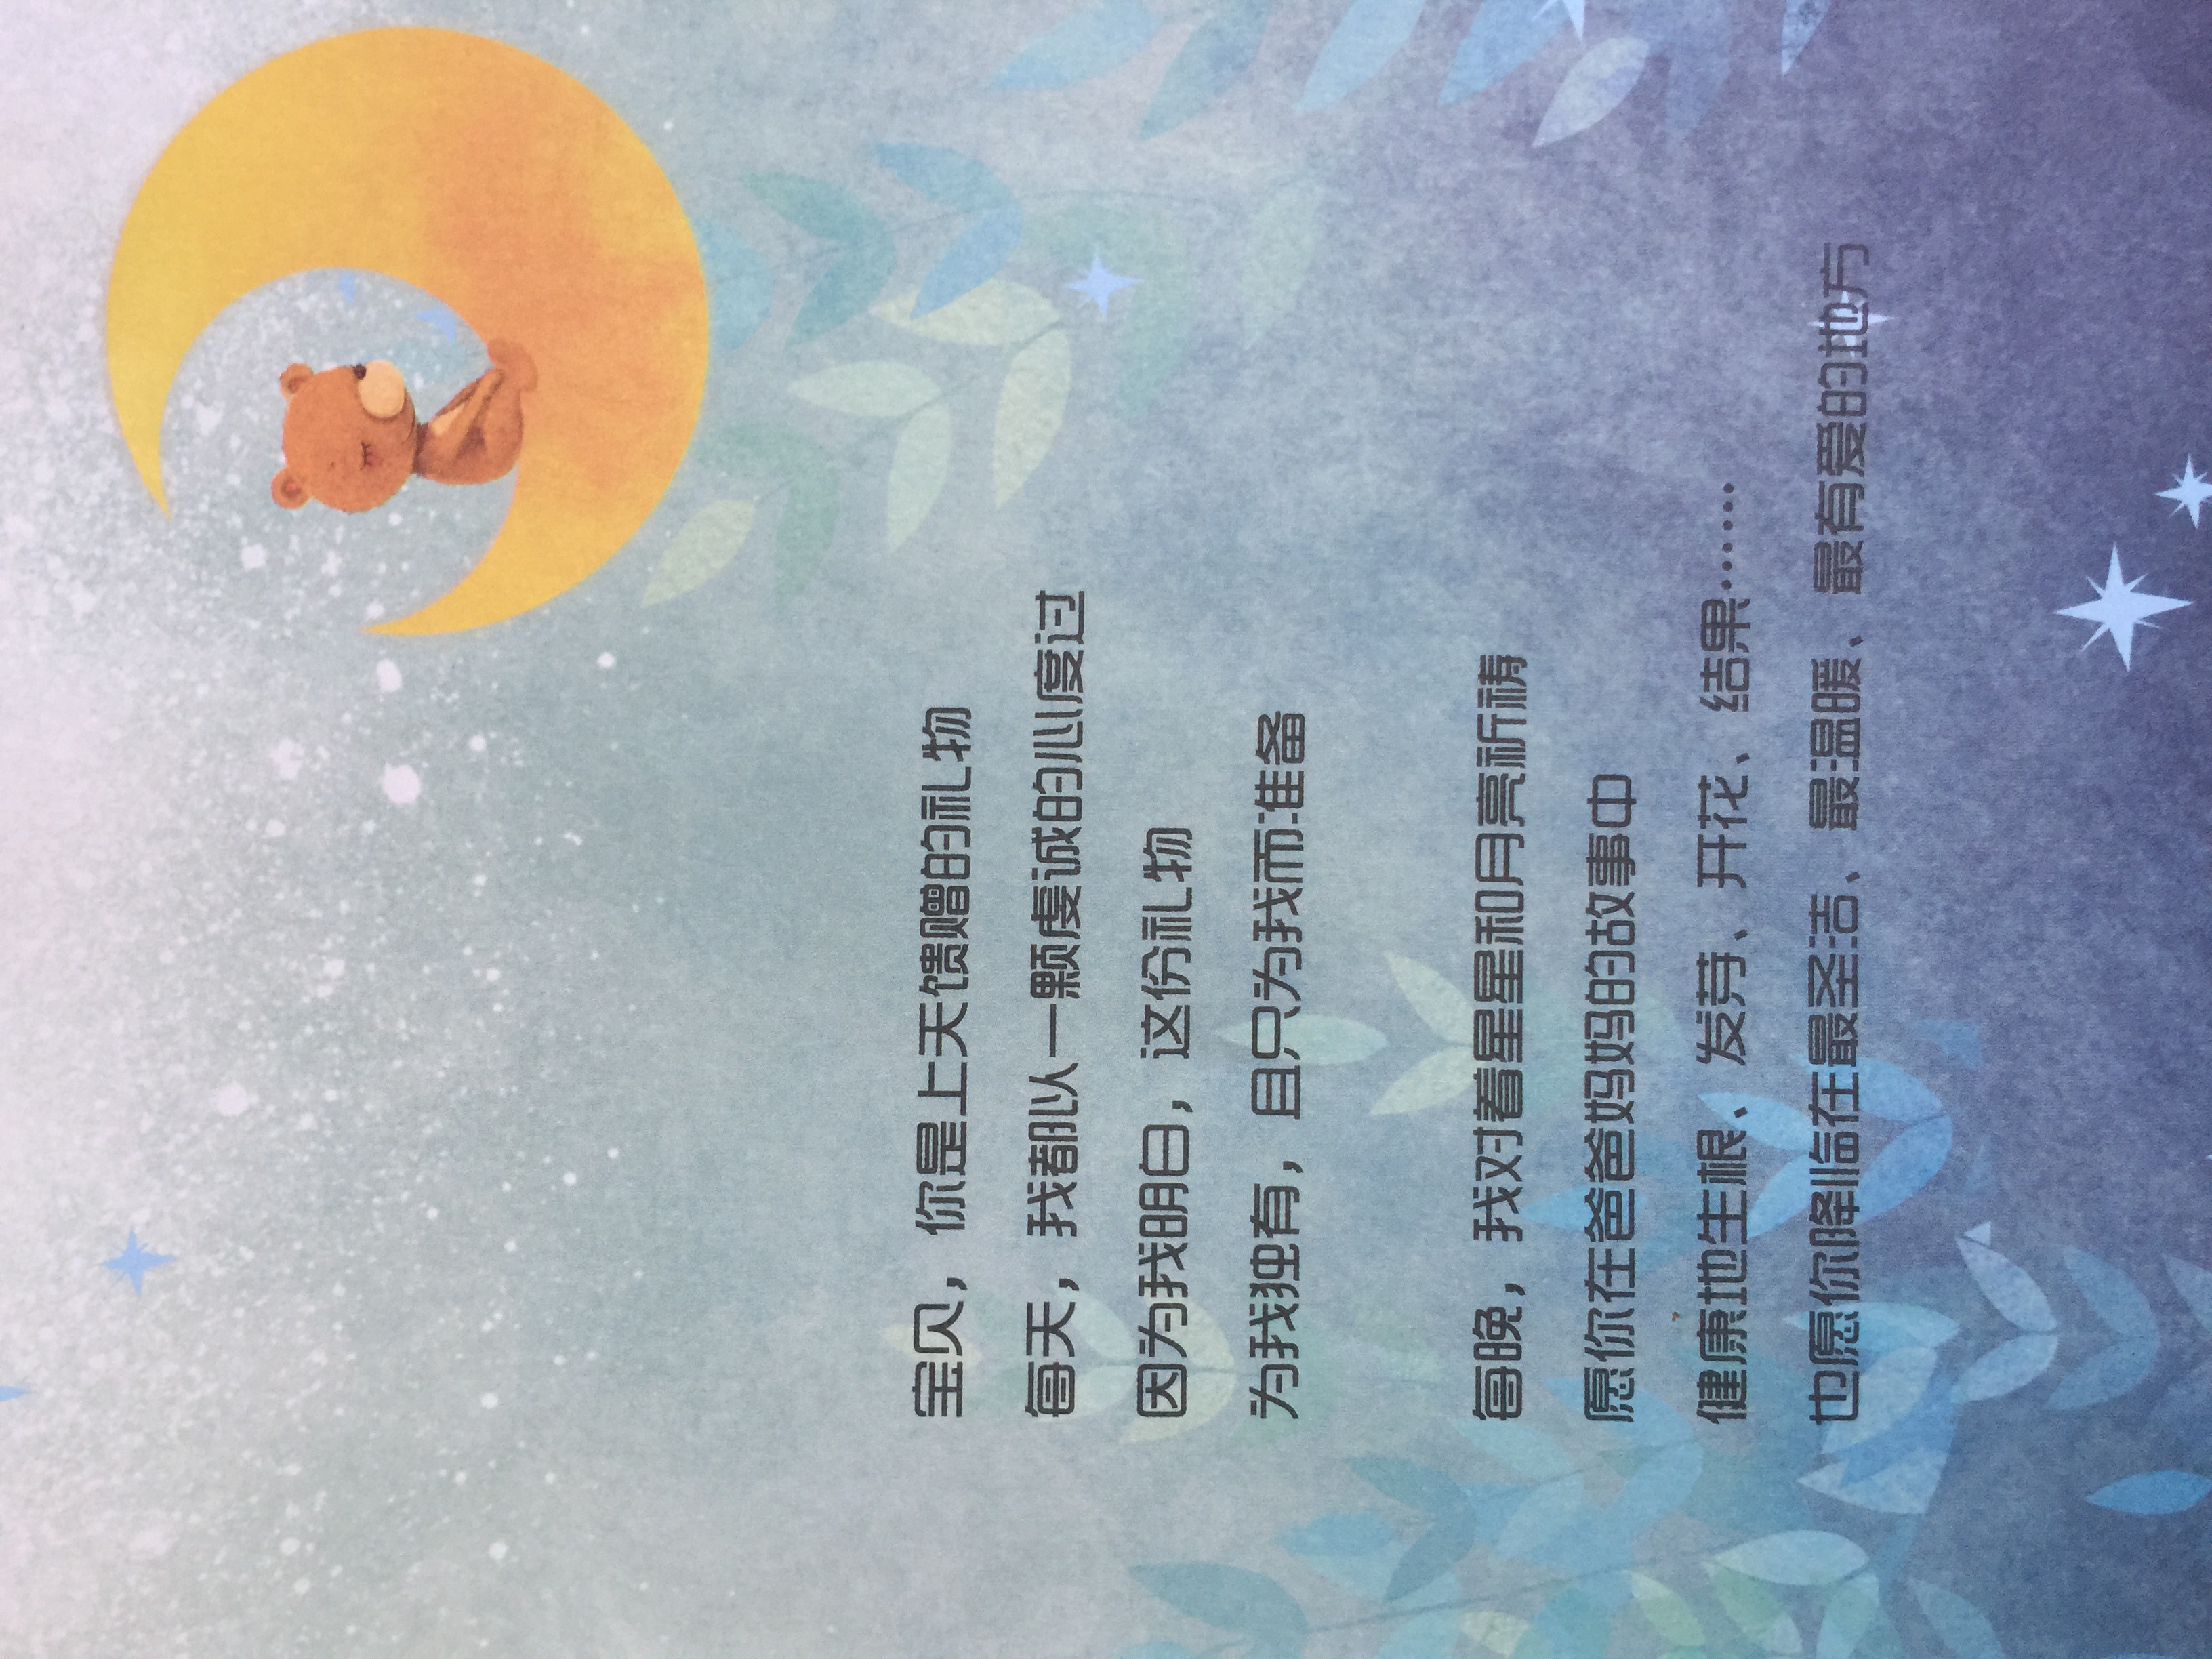 宝贝，你是上天馈赠的礼物
每天，我都以一颗虔诚的心度过
因为我明白，这份礼物
为我独有，且只为我而准备
每晚，我对着星星和月亮祈祷
愿你在爸爸妈妈的故事中
健康地生根、发芽、开花、结果……
也愿你降临在最圣洁、最温暖、最有爱的地方